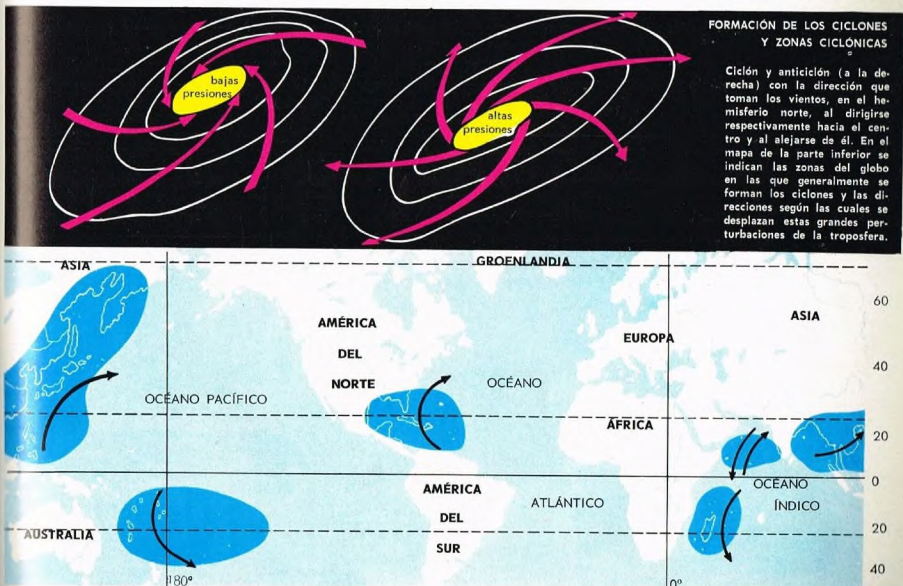 FORMACIÓN DE LOS CICLONES
Y ZONAS CICLÓNICAS
Ciclón y anticiclón (a la de-
recha) con la dirección que
toman los vientos, en el he-
misferio norte, al dirigirse
respectivamente hacia el cen-
tro y al alejarse de él. En el
mapa de la parte inferior se
indican las zonas del globo
en las que generalmente se
forman los ciclones y las di-
recciones según las cuales se
desplazan estas grandes per-
turbaciones de la troposfera.
bajas
presiones
altas
presiones
ASIA
GROENLANDIA
60
AMÉRICA
DEL
NORTE
EUROPA
ASIA
40
OCÉANO PACÍFICO
OCÉANO
ÁFRICA
20
0
AMÉRICA
DEL
SUR
ATLÁNTICO
OCÉANO
ÍNDICO
AUSTRALIA
20
180°
0°
40